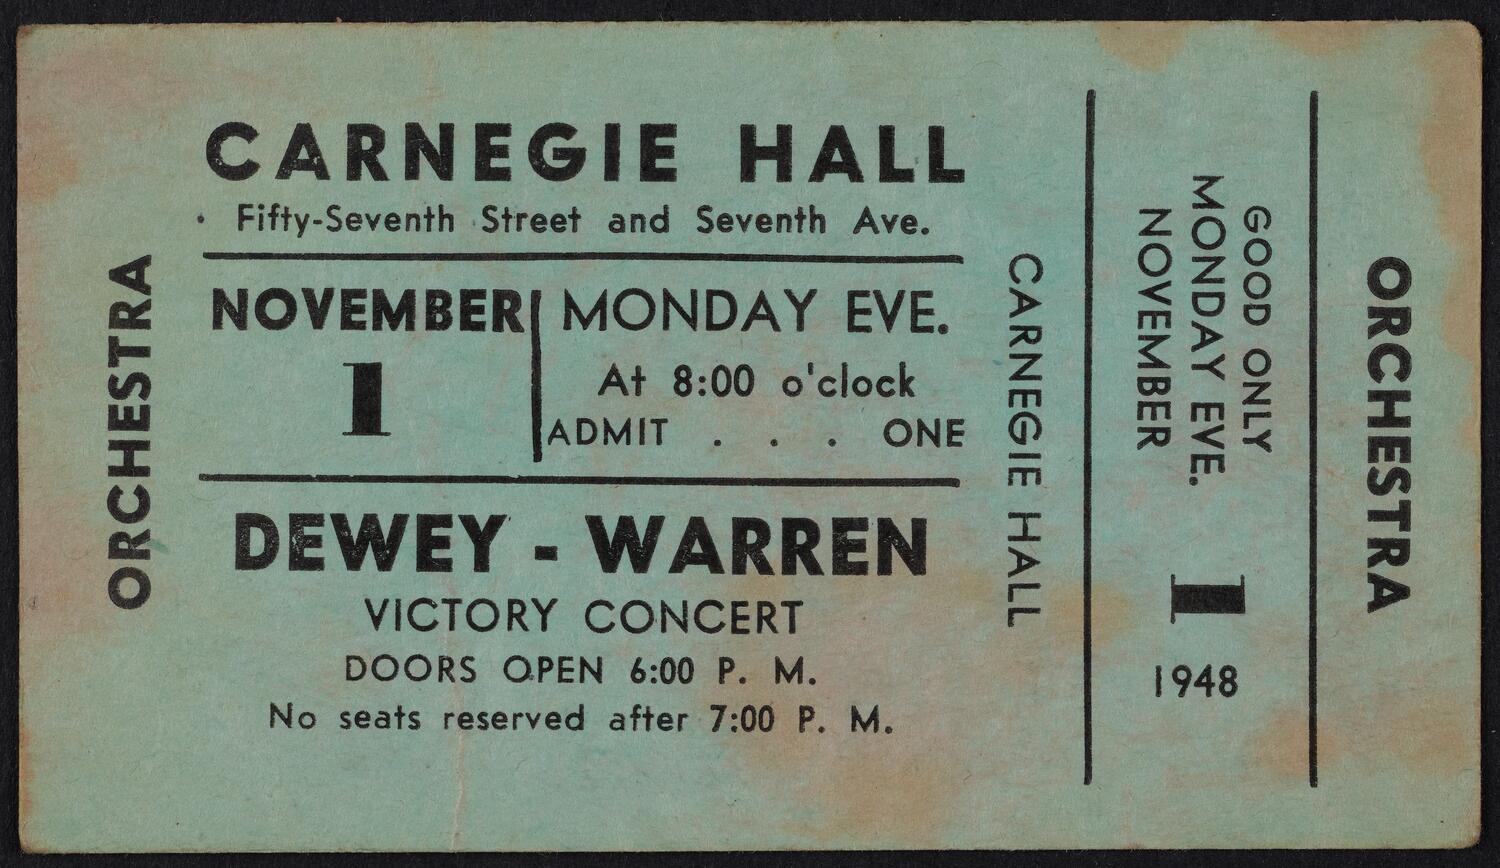 ORCHESTRA
CARNEGIE HALL
Fifty-Seventh Street and Seventh Ave.
NOVEMBER
1
MONDAY EVE.
At 8:00 o'clock
ADMIT . . . ONE
DEWEY - WARREN
VICTORY CONCERT
DOORS OPEN 6:00 P. M.
No seats reserved after 7:00 P. M.
CARNEGIE HALL
GOOD ONLY
MONDAY EVE.
NOVEMBER
1
1948
ORCHESTRA